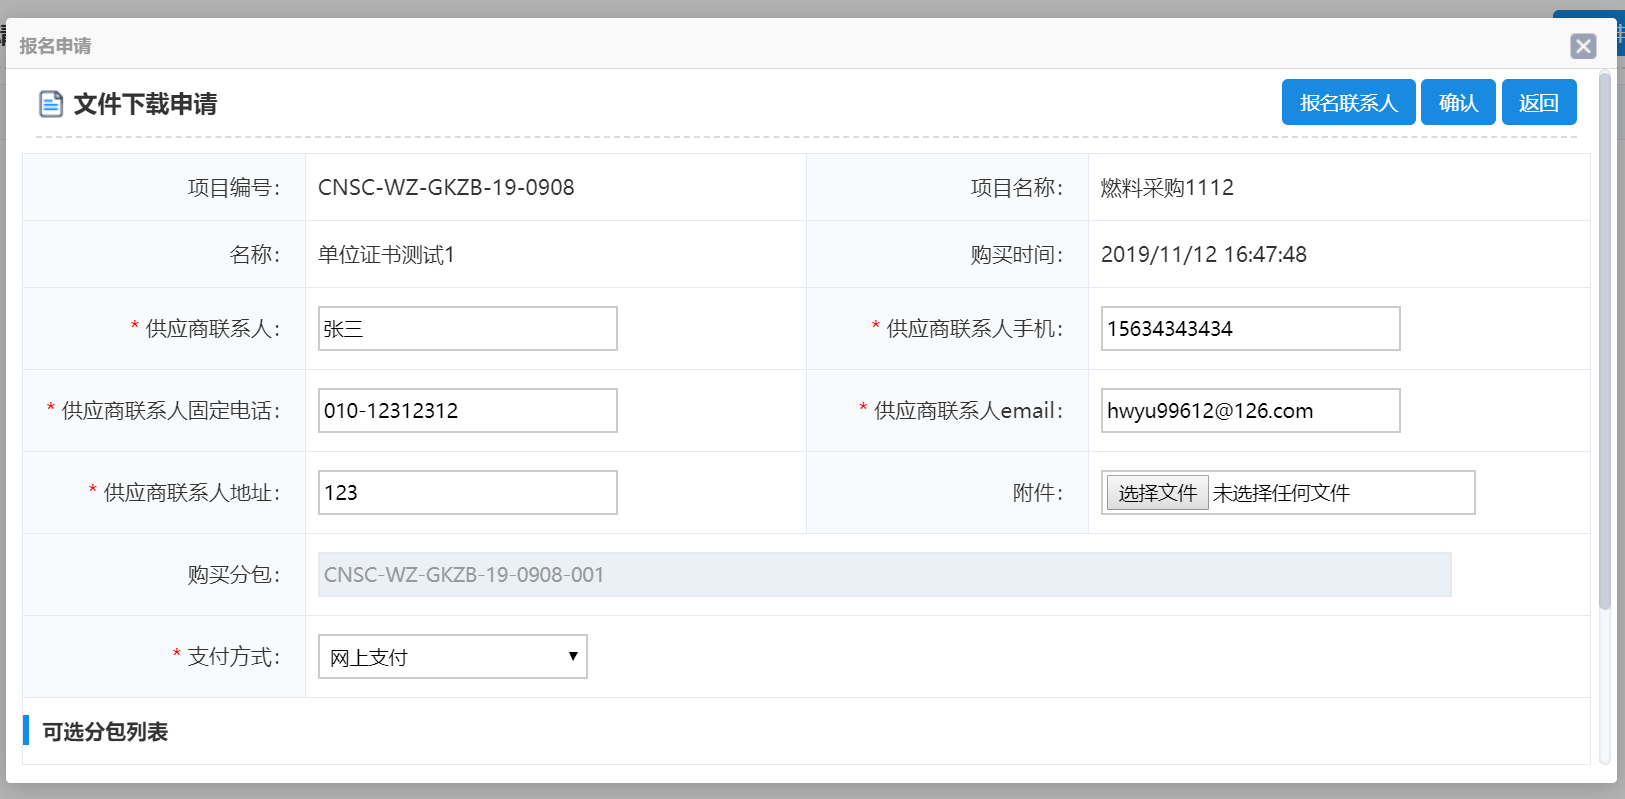 报名申请
文件下载申请
报名联系人 确认 返回
项目编号： CNSC-WZ-GKZB-19-0908 项目名称： 燃料采购1112
名称： 单位证书测试1 购买时间： 2019/11/12 16:47:48
* 供应商联系人： 张三 * 供应商联系人手机： 15634343434
* 供应商联系人固定电话： 010-12312312 * 供应商联系人email： hwyu99612@126.com
* 供应商联系人地址： 123 附件： 选择文件 未选择任何文件
购买分包： CNSC-WZ-GKZB-19-0908-001
* 支付方式： 网上支付
可选分包列表